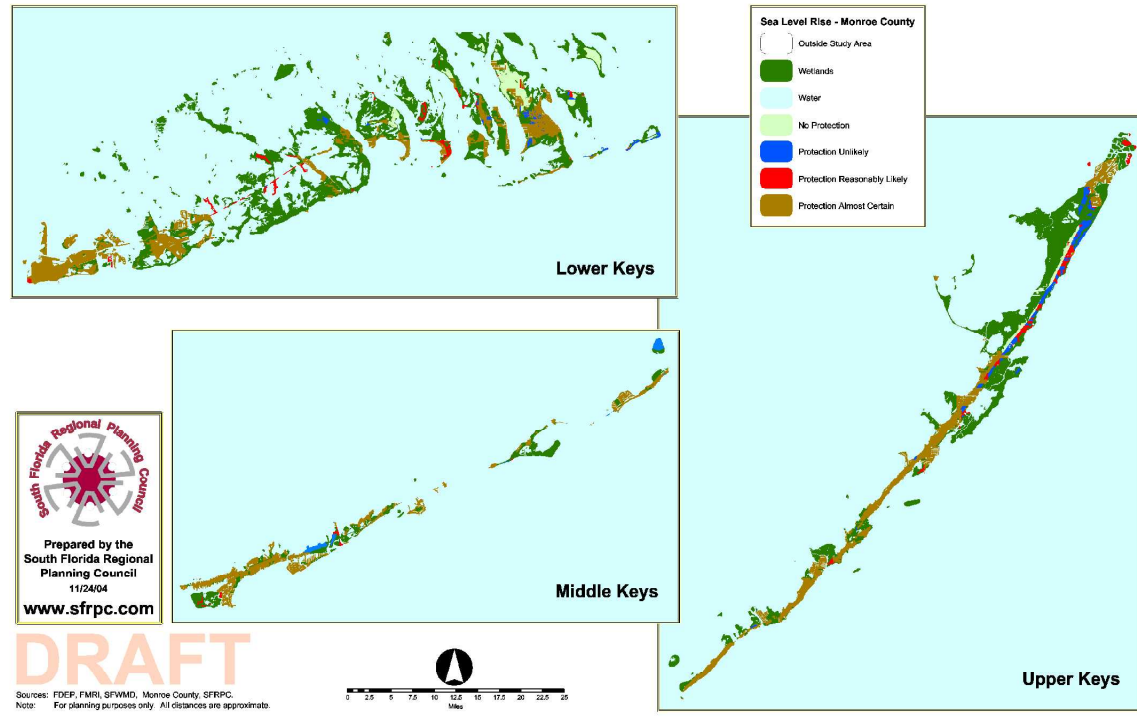 Sea Level Rise - Monroe County
Outside Study Area
Wetlands
Water
No Protection
Protection Unlikely
Protection Reasonably Likely
Protection Almost Certain
Lower Keys
Middle Keys
Upper Keys
South Florida Regional Planning Council
Prepared by the
South Florida Regional
Planning Council
11/24/04
www.sfrpc.com
DRAFT
Sources: FDEP, FMRI, SFWMD, Monroe County, SFRPC.
Note: For planning purposes only. All distances are approximate.
0 2.5 5 7.5 10 12.5 15 17.5 20 22.5 25
Miles